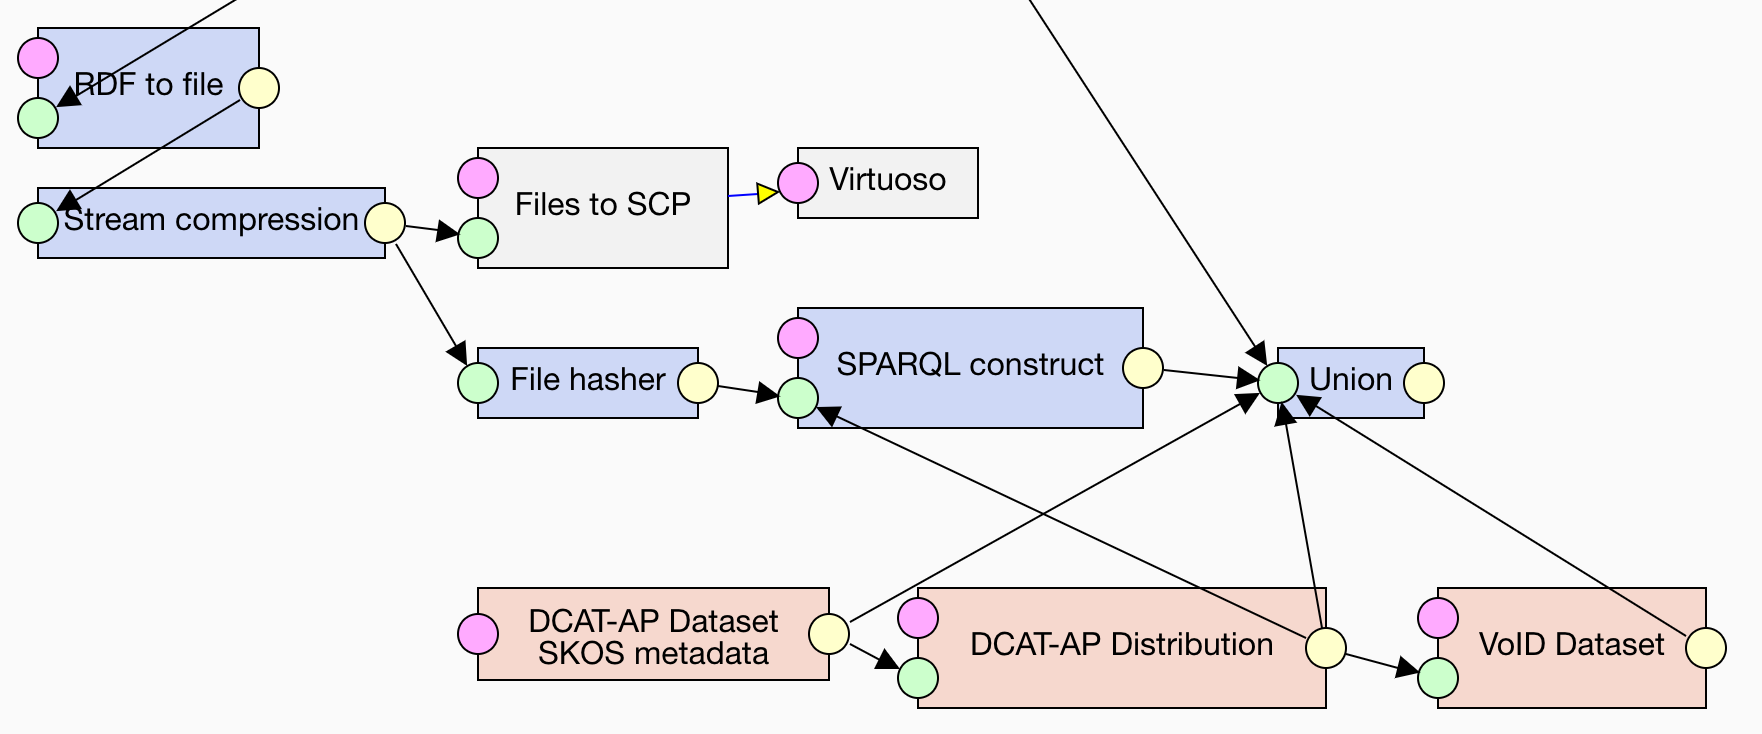 RDF to file
Stream compression
Files to SCP
Virtuoso
File hasher
SPARQL construct
Union
DCAT-AP Dataset
SKOS metadata
DCAT-AP Distribution
VoID Dataset